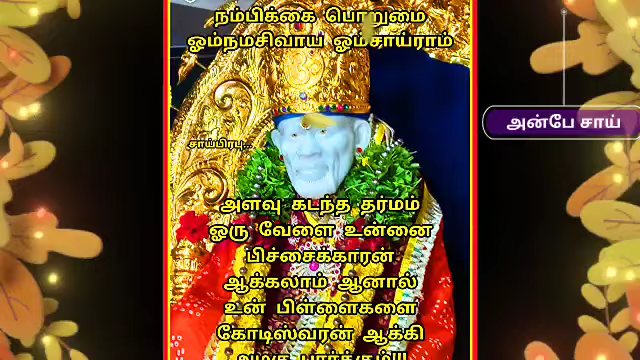 நம்பிக்கை பொறுமை
ஓம்நமசிவாய ஓம்சாய்ராம்
அன்பே சாய்
சாய்பிரபு...
அளவு கடந்த தர்மம்
ஒரு வேளை உன்னை
பிச்சைக்காரன்
ஆக்கலாம் ஆனால்
உன் பிள்ளைகளை
கோடிஸ்வரன் ஆக்கி
அழகு பார்க்கும்!!!